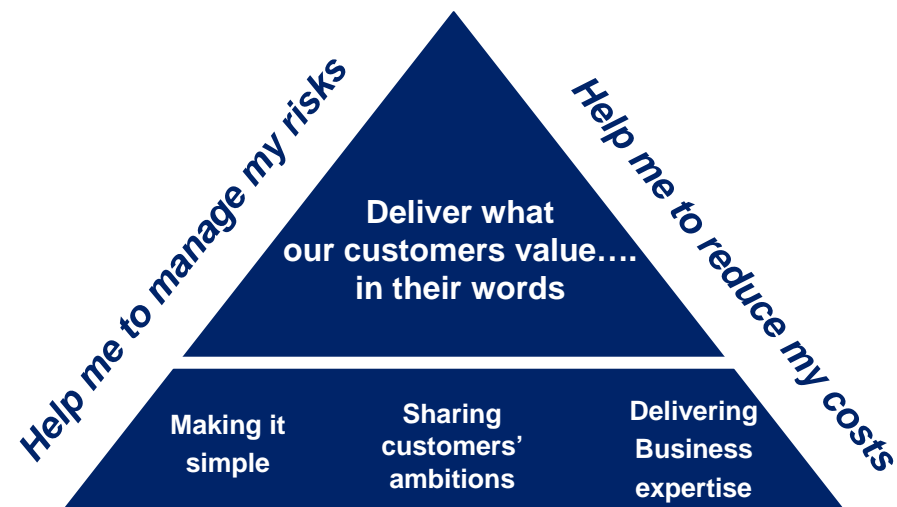 Help me to manage my risks
Help me to reduce my costs
Deliver what
our customers value….
in their words
Making it
simple
Sharing
customers’
ambitions
Delivering
Business
expertise